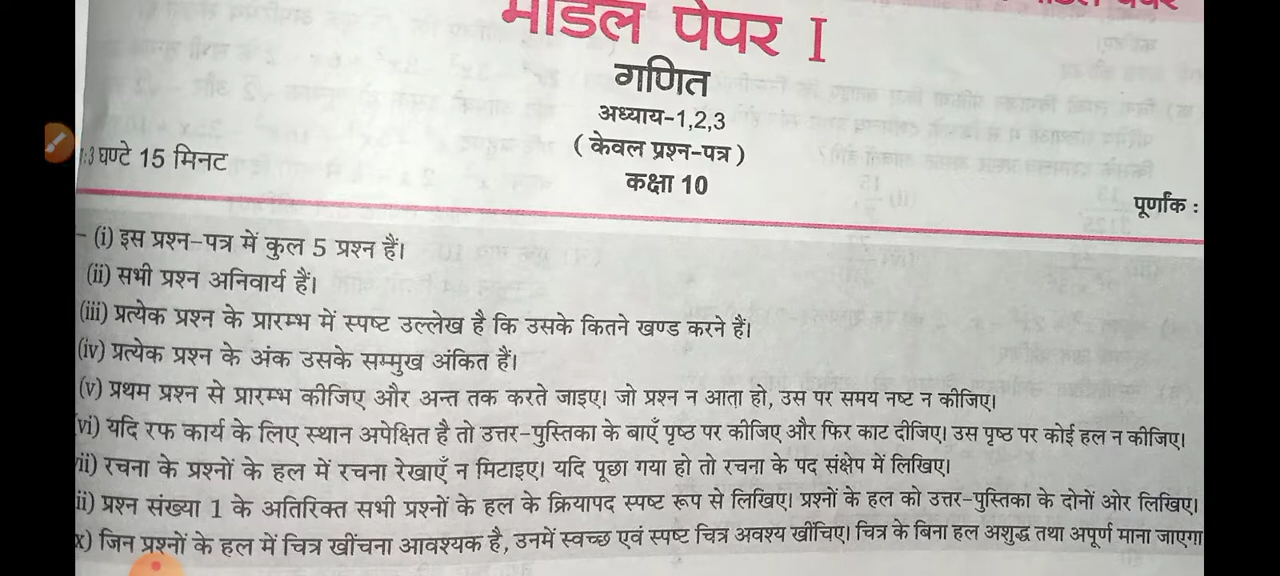 मॉडल पेपर I
गणित
अध्याय-1,2,3
( केवल प्रश्न-पत्र )
:3 घण्टे 15 मिनट
कक्षा 10
पूर्णांक :
- (i) इस प्रश्न-पत्र में कुल 5 प्रश्न हैं।
(ii) सभी प्रश्न अनिवार्य हैं।
(iii) प्रत्येक प्रश्न के प्रारम्भ में स्पष्ट उल्लेख है कि उसके कितने खण्ड करने हैं।
(iv) प्रत्येक प्रश्न के अंक उसके सम्मुख अंकित हैं।
(v) प्रथम प्रश्न से प्रारम्भ कीजिए और अन्त तक करते जाइए। जो प्रश्न न आता हो, उस पर समय नष्ट न कीजिए।
vi) यदि रफ कार्य के लिए स्थान अपेक्षित है तो उत्तर-पुस्तिका के बाएँ पृष्ठ पर कीजिए और फिर काट दीजिए। उस पृष्ठ पर कोई हल न कीजिए।
ii) रचना के प्रश्नों के हल में रचना रेखाएँ न मिटाइए। यदि पूछा गया हो तो रचना के पद संक्षेप में लिखिए।
ii) प्रश्न संख्या 1 के अतिरिक्त सभी प्रश्नों के हल के क्रियापद स्पष्ट रूप से लिखिए। प्रश्नों के हल को उत्तर-पुस्तिका के दोनों ओर लिखिए।
x) जिन प्रश्नों के हल में चित्र खींचना आवश्यक है, उनमें स्वच्छ एवं स्पष्ट चित्र अवश्य खींचिए। चित्र के बिना हल अशुद्ध तथा अपूर्ण माना जाएगा